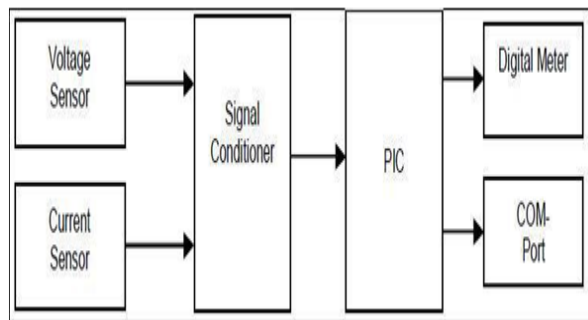 Voltage
Sensor
Current
Sensor
Signal
Conditioner
PIC
Digital Meter
COM-
Port